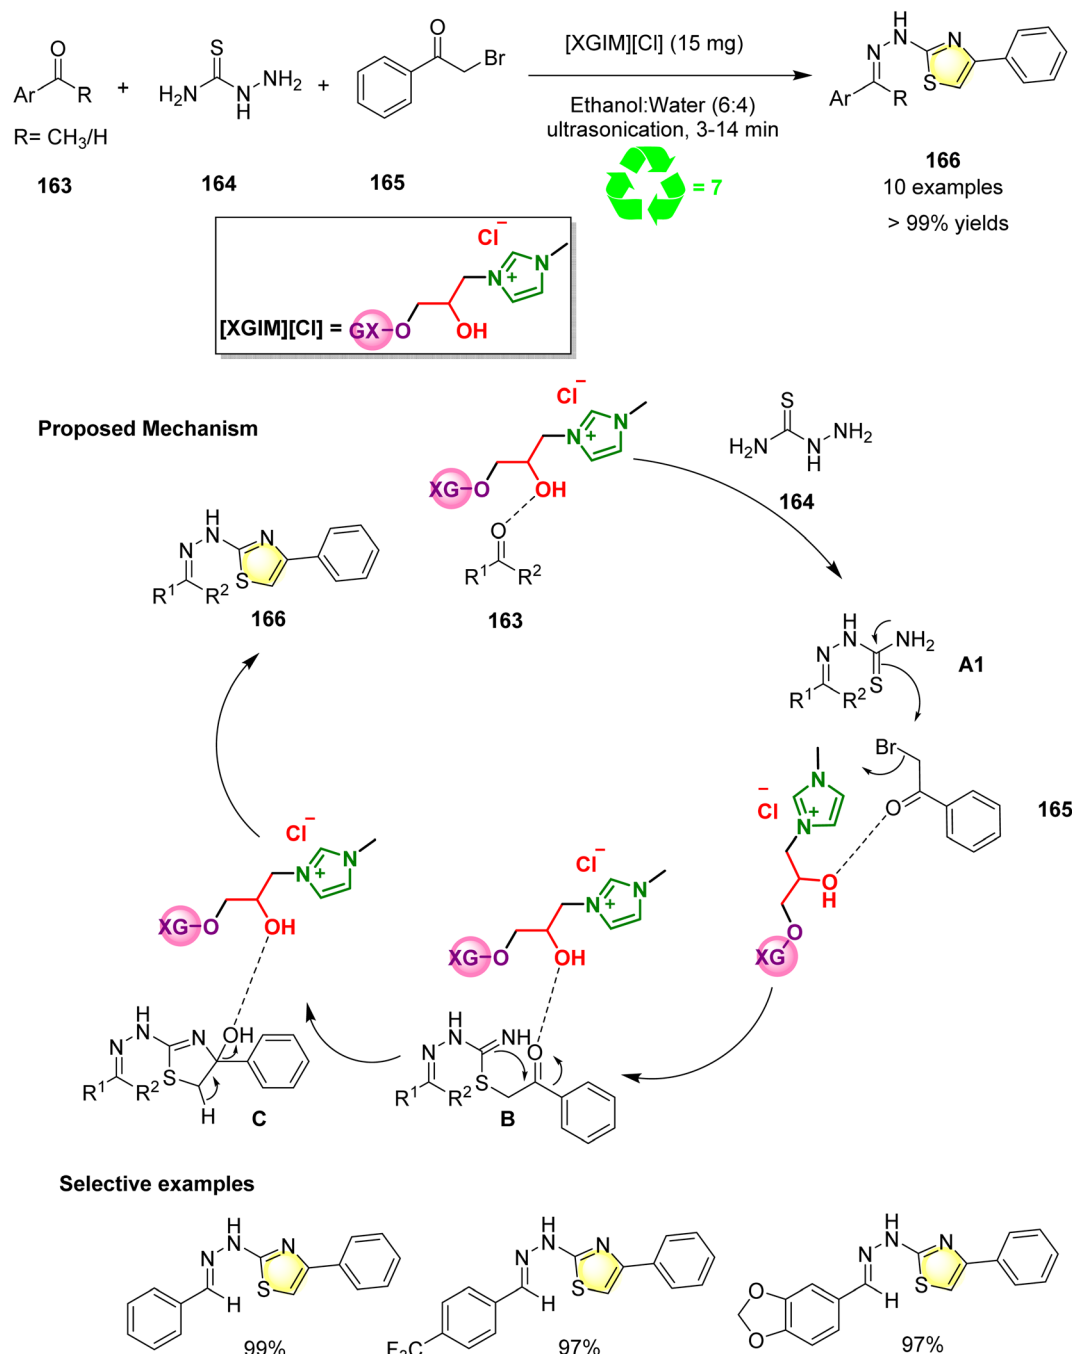 O
Ar
R
R= CH3/H
163
+
S
H2N
N
H
NH2
164
+
O
Br
165
[XGIM][Cl] (15 mg)
Ethanol:Water (6:4)
ultrasonication, 3-14 min
= 7
H
N
N
N
S
Ar
R
166
10 examples
> 99% yields
[XGIM][Cl] =
GX
O
OH
N
+
N
Cl−
Proposed Mechanism
Cl−
N
N
+
XG
O
OH
O
R1
R2
163
S
H2N
N
H
NH2
164
H
N
N
N
S
R1
R2
166
H
N
N
NH2
S
R1
R2
A1
Br
O
165
N
N
+
−
Cl
O
H
O
XG
Cl−
N
N
+
XG
O
OH
H
N
N
N
OH
S
R1
R2
H
C
Cl−
N
N
+
XG
O
OH
H
N
N
NH
O
S
R1
R2
B
Selective examples
H
N
N
N
S
H
99%
H
N
N
N
S
H
F3C
97%
H
N
N
N
S
H
O
O
97%